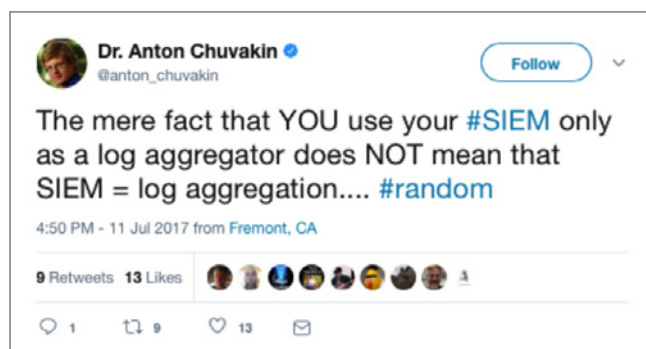 Dr. Anton Chuvakin
@anton_chuvakin
Follow
The mere fact that YOU use your #SIEM only
as a log aggregator does NOT mean that
SIEM = log aggregation.... #random
4:50 PM - 11 Jul 2017 from Fremont, CA
9 Retweets 13 Likes
1 9 13